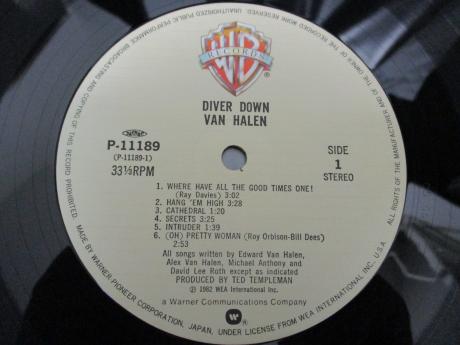 WB
RECORDS
DIVER DOWN
VAN HALEN
P-11189
(P-11189-1)
33⅓RPM
SIDE
1
STEREO
1. WHERE HAVE ALL THE GOOD TIMES ONE!
(Ray Davies) 3:02
2. HANG 'EM HIGH 3:28
3. CATHEDRAL 1:20
4. SECRETS 3:25
5. INTRUDER 1:39
6. (OH) PRETTY WOMAN (Roy Orbison-Bill Dees)
2:53
All songs written by Edward Van Halen,
Alex Van Halen, Michael Anthony and
David Lee Roth except as indicated
PRODUCED by TED TEMPLEMAN
℗ 1982 WEA International Inc.
a Warner Communications Company
MADE BY WARNER-PIONEER CORPORATION, JAPAN, UNDER LICENSE FROM WEA INTERNATIONAL INC., U.S.A.
ALL RIGHTS OF THE MANUFACTURER AND OF THE OWNER OF THE RECORDED WORK RESERVED. UNAUTHORIZED PUBLIC PERFORMANCE, BROADCASTING AND COPYING OF THIS RECORD PROHIBITED.